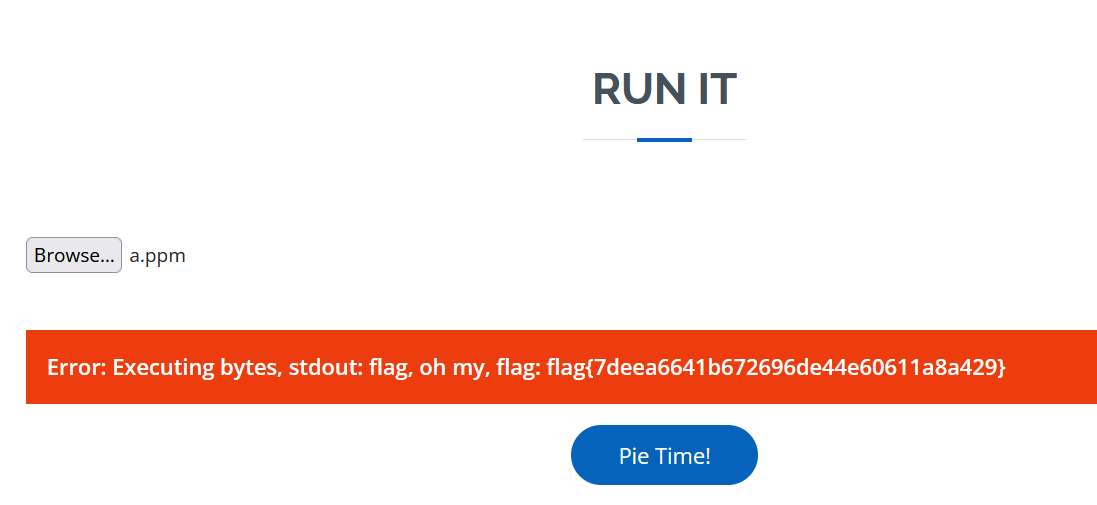 RUN IT
Browse... a.ppm
Error: Executing bytes, stdout: flag, oh my, flag: flag{7deea6641b672696de44e60611a8a429}
Pie Time!